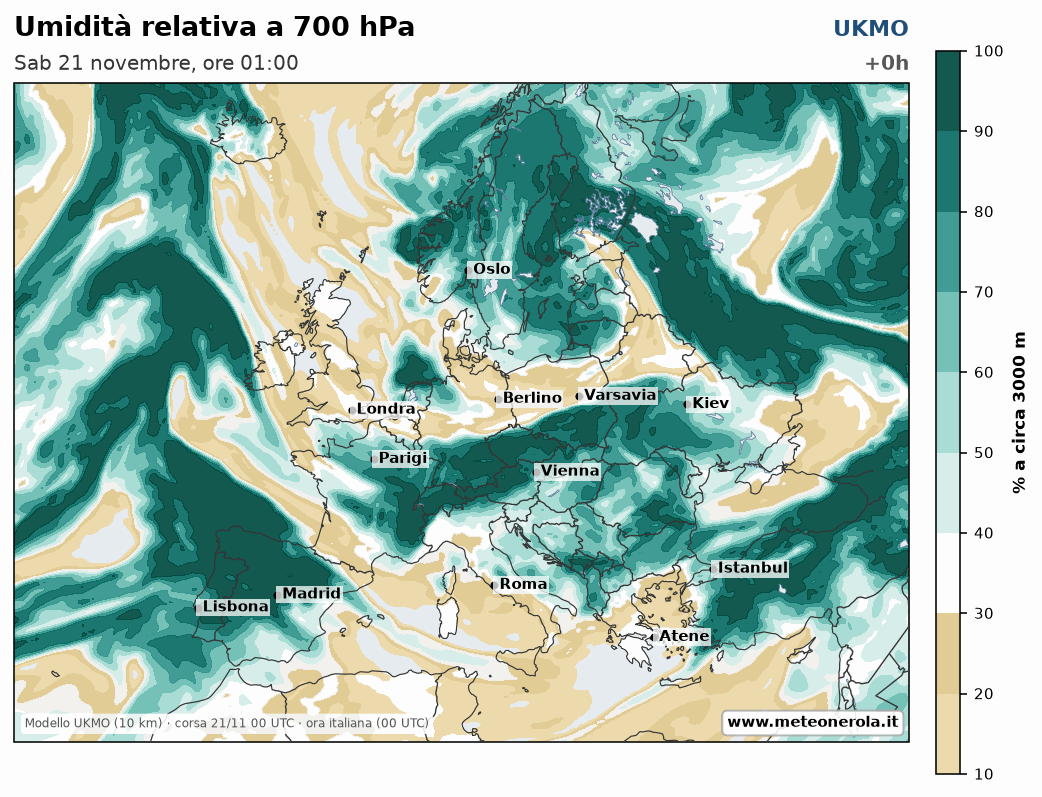 Umidità relativa a 700 hPa
UKMO
Sab 21 novembre, ore 01:00
+0h
100
90
80
70
60
50
40
30
20
10
% a circa 3000 m
Oslo
Londra
Berlino
Varsavia
Kiev
Parigi
Vienna
Istanbul
Roma
Madrid
Lisbona
Atene
Modello UKMO (10 km) · corsa 21/11 00 UTC · ora italiana (00 UTC)
www.meteonerola.it